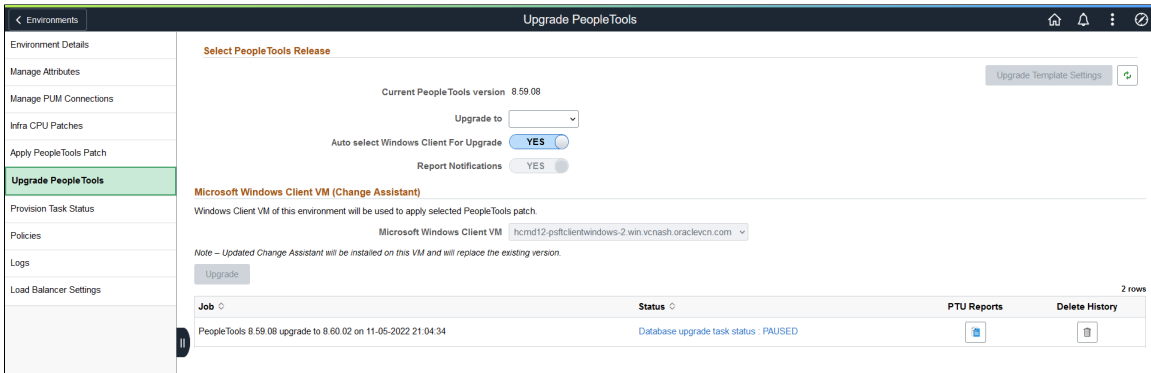 Environments
Upgrade PeopleTools
Environment Details
Manage Attributes
Manage PUM Connections
Infra CPU Patches
Apply PeopleTools Patch
Upgrade PeopleTools
Provision Task Status
Policies
Logs
Load Balancer Settings
Select PeopleTools Release
Upgrade Template Settings
Current PeopleTools version 8.59.08
Upgrade to
Auto select Windows Client For Upgrade YES
Report Notifications YES
Microsoft Windows Client VM (Change Assistant)
Windows Client VM of this environment will be used to apply selected PeopleTools patch.
Microsoft Windows Client VM hcmd12-psftclientwindows-2.win.vcnash.oraclevcn.com
Note – Updated Change Assistant will be installed on this VM and will replace the existing version.
Upgrade
2 rows
Job Status PTU Reports Delete History
PeopleTools 8.59.08 upgrade to 8.60.02 on 11-05-2022 21:04:34 Database upgrade task status : PAUSED